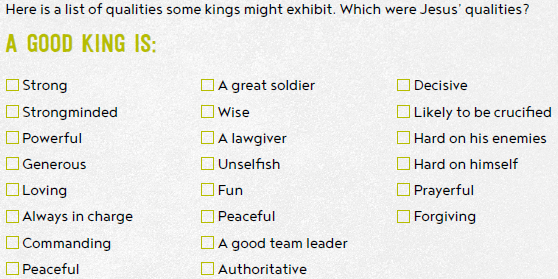 Here is a list of qualities some kings might exhibit. Which were Jesus' qualities?
A GOOD KING IS:
Strong
Strongminded
Powerful
Generous
Loving
Always in charge
Commanding
Peaceful
A great soldier
Wise
A lawgiver
Unselfish
Fun
Peaceful
A good team leader
Authoritative
Decisive
Likely to be crucified
Hard on his enemies
Hard on himself
Prayerful
Forgiving